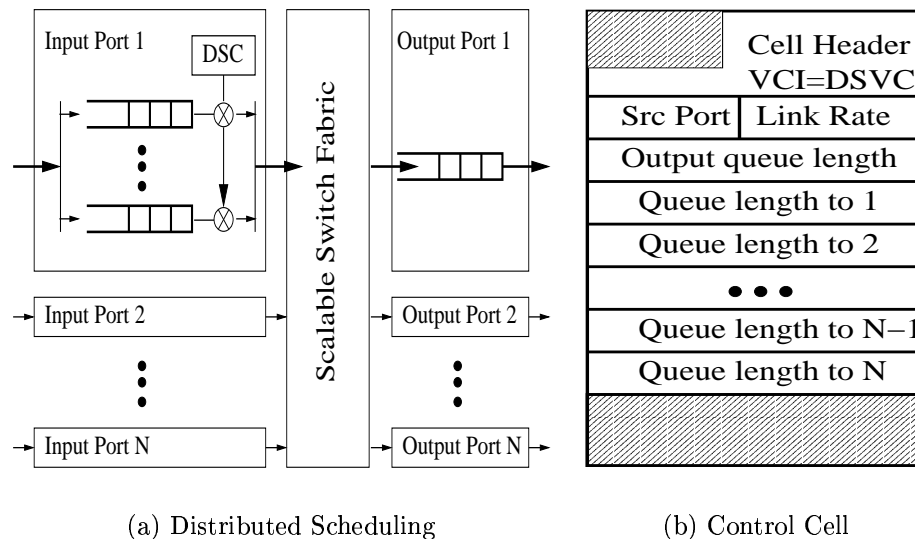 Input Port 1
DSC
Scalable Switch Fabric
Output Port 1
Input Port 2
Output Port 2
Input Port N
Output Port N
(a) Distributed Scheduling
Cell Header
VCI=DSVC
Src Port
Link Rate
Output queue length
Queue length to 1
Queue length to 2
Queue length to N−1
Queue length to N
(b) Control Cell